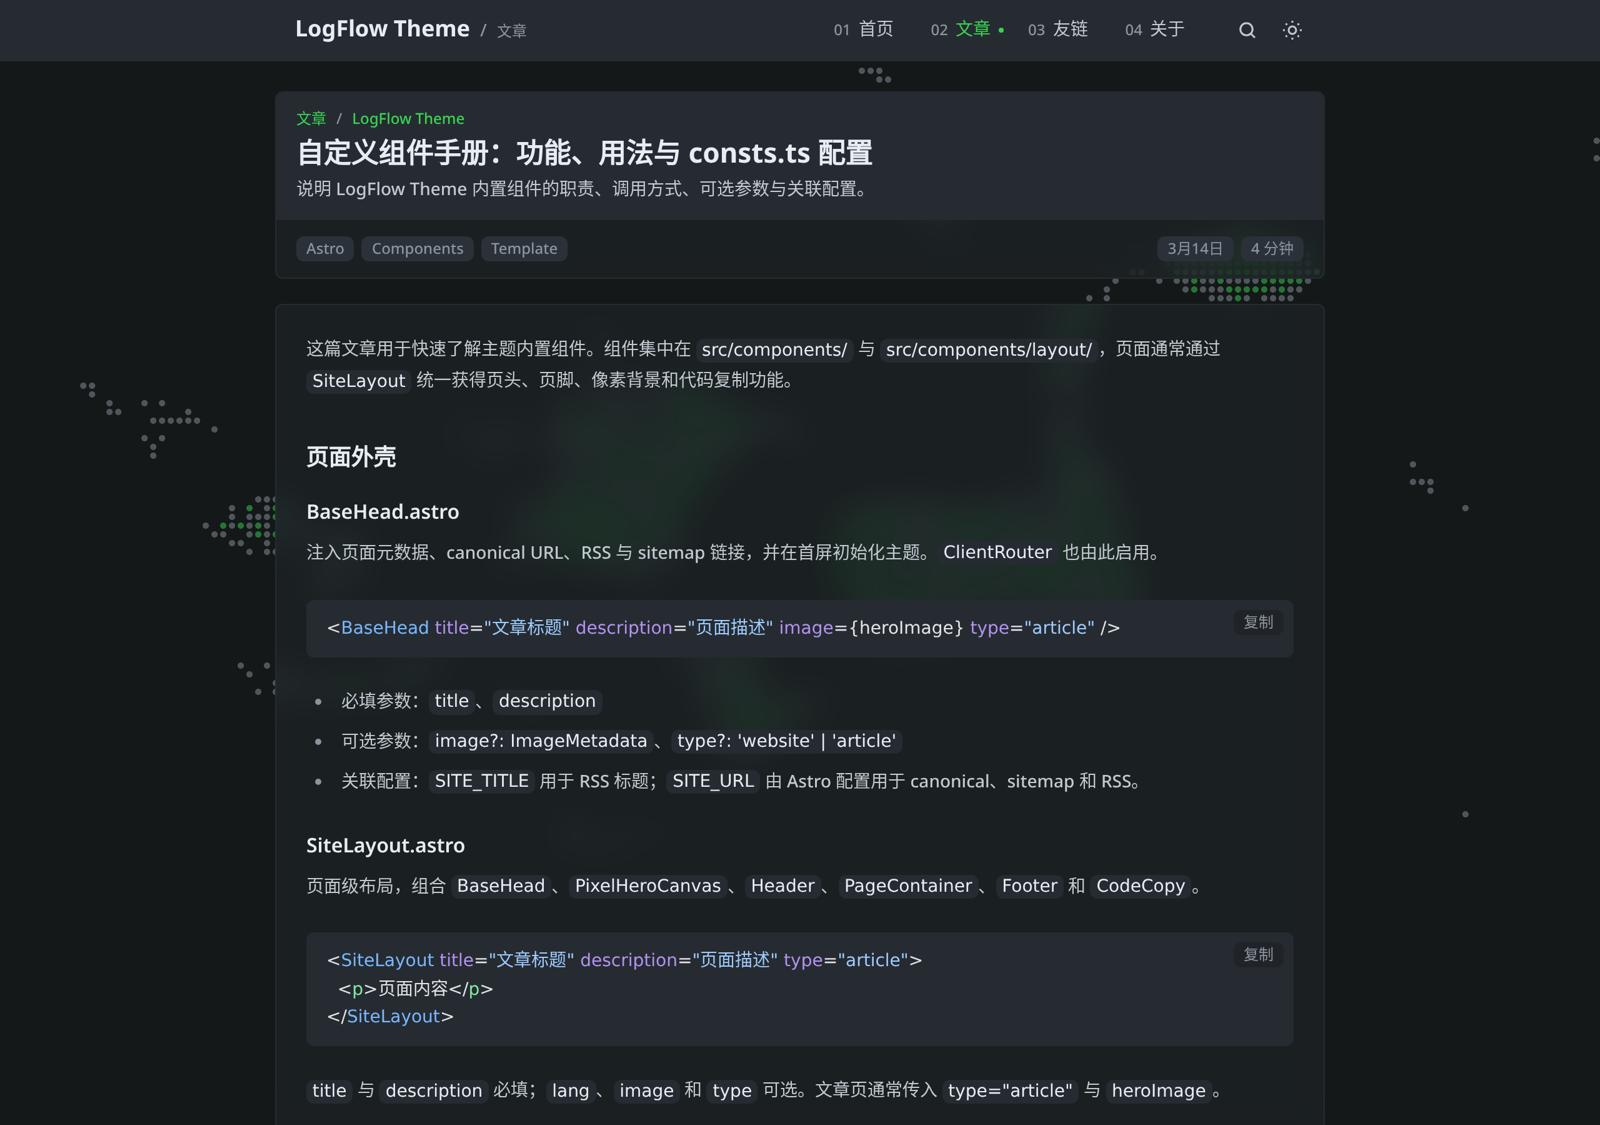 LogFlow Theme / 文章
01 首页 02 文章 03 友链 04 关于
文章 / LogFlow Theme
自定义组件手册：功能、用法与 consts.ts 配置
说明 LogFlow Theme 内置组件的职责、调用方式、可选参数与关联配置。
Astro Components Template 3月14日 4 分钟
这篇文章用于快速了解主题内置组件。组件集中在 src/components/ 与 src/components/layout/，页面通常通过
SiteLayout 统一获得页头、页脚、像素背景和代码复制功能。
页面外壳
BaseHead.astro
注入页面元数据、canonical URL、RSS 与 sitemap 链接，并在首屏初始化主题。 ClientRouter 也由此启用。
<BaseHead title="文章标题" description="页面描述" image={heroImage} type="article" />
复制
• 必填参数：title、description
• 可选参数：image?: ImageMetadata、type?: 'website' | 'article'
• 关联配置：SITE_TITLE 用于 RSS 标题；SITE_URL 由 Astro 配置用于 canonical、sitemap 和 RSS。
SiteLayout.astro
页面级布局，组合 BaseHead、PixelHeroCanvas、Header、PageContainer、Footer 和 CodeCopy。
<SiteLayout title="文章标题" description="页面描述" type="article">
复制
<p>页面内容</p>
</SiteLayout>
title 与 description 必填；lang、image 和 type 可选。文章页通常传入 type="article" 与 heroImage。